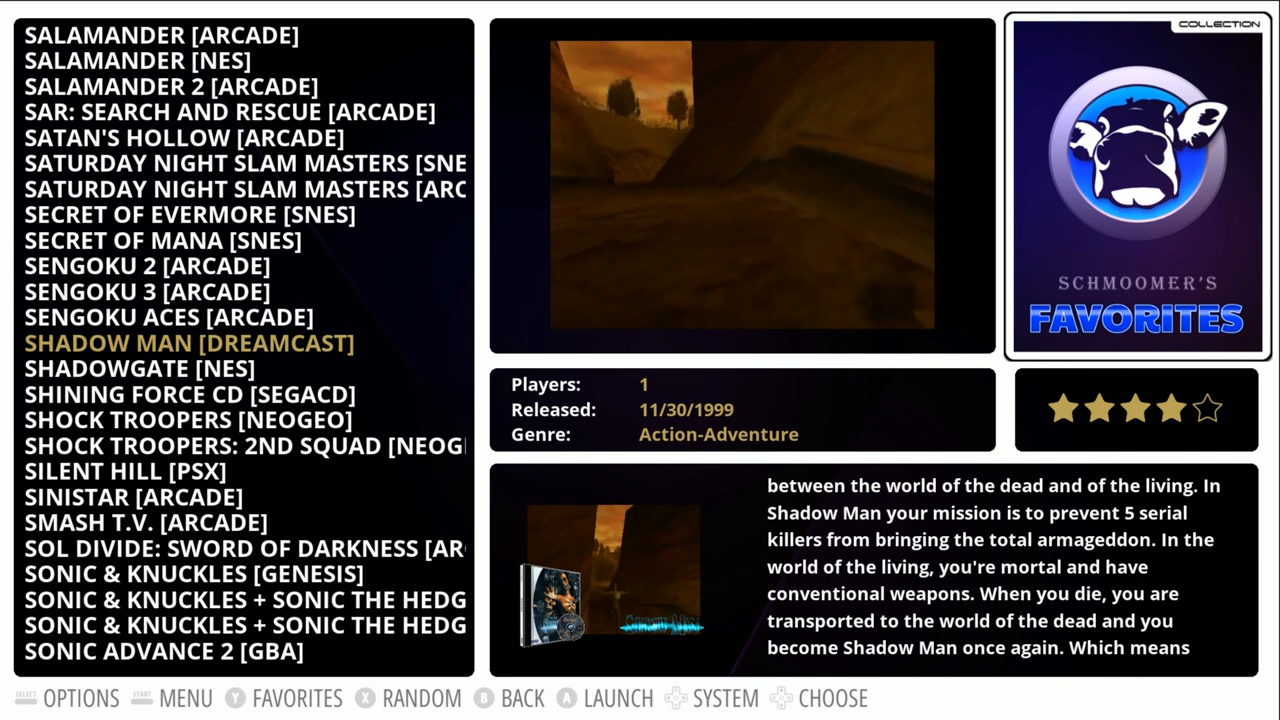 SALAMANDER [ARCADE]
SALAMANDER [NES]
SALAMANDER 2 [ARCADE]
SAR: SEARCH AND RESCUE [ARCADE]
SATAN'S HOLLOW [ARCADE]
SATURDAY NIGHT SLAM MASTERS [SNE
SATURDAY NIGHT SLAM MASTERS [ARC
SECRET OF EVERMORE [SNES]
SECRET OF MANA [SNES]
SENGOKU 2 [ARCADE]
SENGOKU 3 [ARCADE]
SENGOKU ACES [ARCADE]
SHADOW MAN [DREAMCAST]
SHADOWGATE [NES]
SHINING FORCE CD [SEGACD]
SHOCK TROOPERS [NEOGEO]
SHOCK TROOPERS: 2ND SQUAD [NEOG
SILENT HILL [PSX]
SINISTAR [ARCADE]
SMASH T.V. [ARCADE]
SOL DIVIDE: SWORD OF DARKNESS [AR
SONIC & KNUCKLES [GENESIS]
SONIC & KNUCKLES + SONIC THE HEDG
SONIC & KNUCKLES + SONIC THE HEDG
SONIC ADVANCE 2 [GBA]
COLLECTION
SCHMOOMER'S
FAVORITES
Players: 1
Released: 11/30/1999
Genre: Action-Adventure
Shadow Man
between the world of the dead and of the living. In
Shadow Man your mission is to prevent 5 serial
killers from bringing the total armageddon. In the
world of the living, you're mortal and have
conventional weapons. When you die, you are
transported to the world of the dead and you
become Shadow Man once again. Which means
SELECT OPTIONS START MENU Y FAVORITES X RANDOM B BACK A LAUNCH SYSTEM CHOOSE